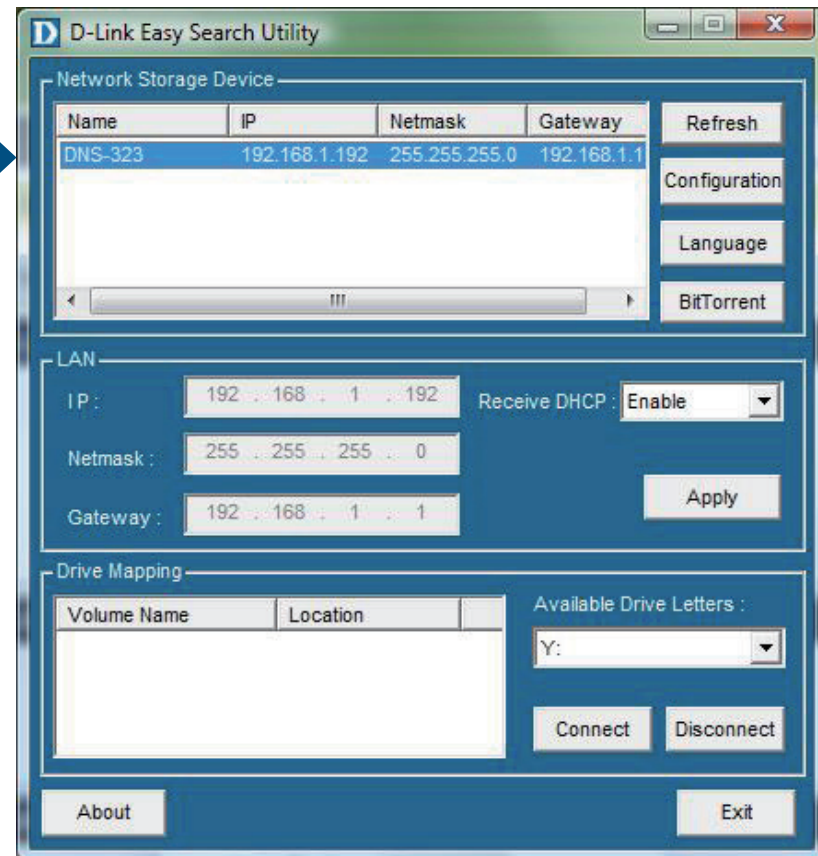 D D-Link Easy Search Utility
Network Storage Device
Name IP Netmask Gateway
DNS-323 192.168.1.192 255.255.255.0 192.168.1.1
Refresh
Configuration
Language
BitTorrent
LAN
IP: 192 . 168 . 1 . 192 Receive DHCP : Enable
Netmask : 255 . 255 . 255 . 0
Gateway : 192 . 168 . 1 . 1
Apply
Drive Mapping
Volume Name Location
Available Drive Letters :
Y:
Connect Disconnect
About Exit